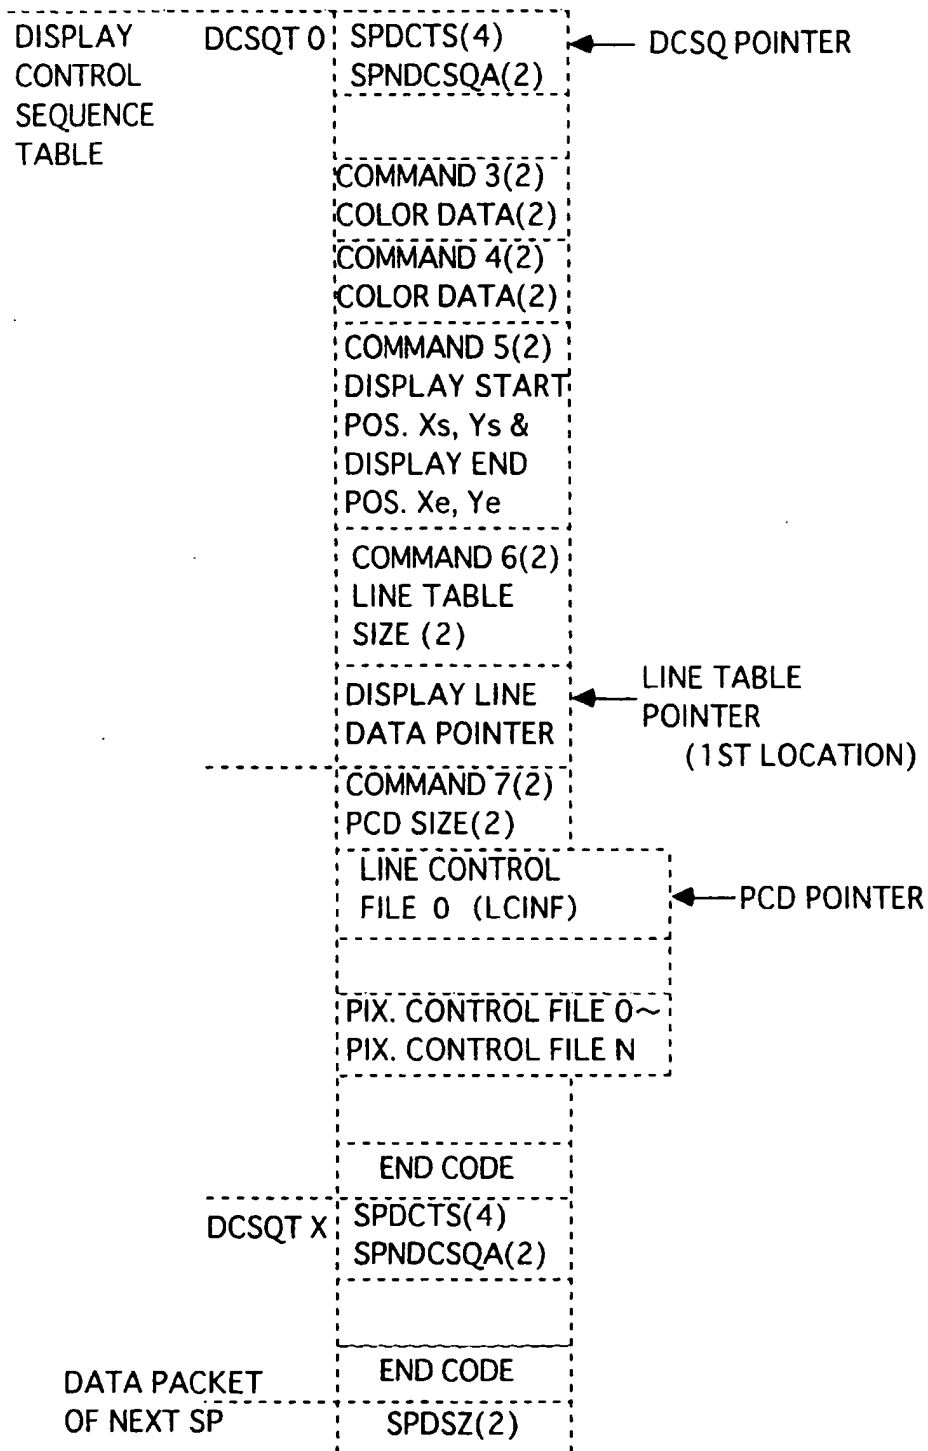 DISPLAY
CONTROL
SEQUENCE
TABLE
DCSQT 0
SPDCTS(4)
SPNDCSQA(2)
DCSQ POINTER
COMMAND 3(2)
COLOR DATA(2)
COMMAND 4(2)
COLOR DATA(2)
COMMAND 5(2)
DISPLAY START
POS. Xs, Ys &
DISPLAY END
POS. Xe, Ye
COMMAND 6(2)
LINE TABLE
SIZE (2)
DISPLAY LINE
DATA POINTER
LINE TABLE
POINTER
(1ST LOCATION)
COMMAND 7(2)
PCD SIZE(2)
LINE CONTROL
FILE 0 (LCINF)
PCD POINTER
PIX. CONTROL FILE 0~
PIX. CONTROL FILE N
END CODE
DCSQT X
SPDCTS(4)
SPNDCSQA(2)
END CODE
DATA PACKET
OF NEXT SP
SPDSZ(2)